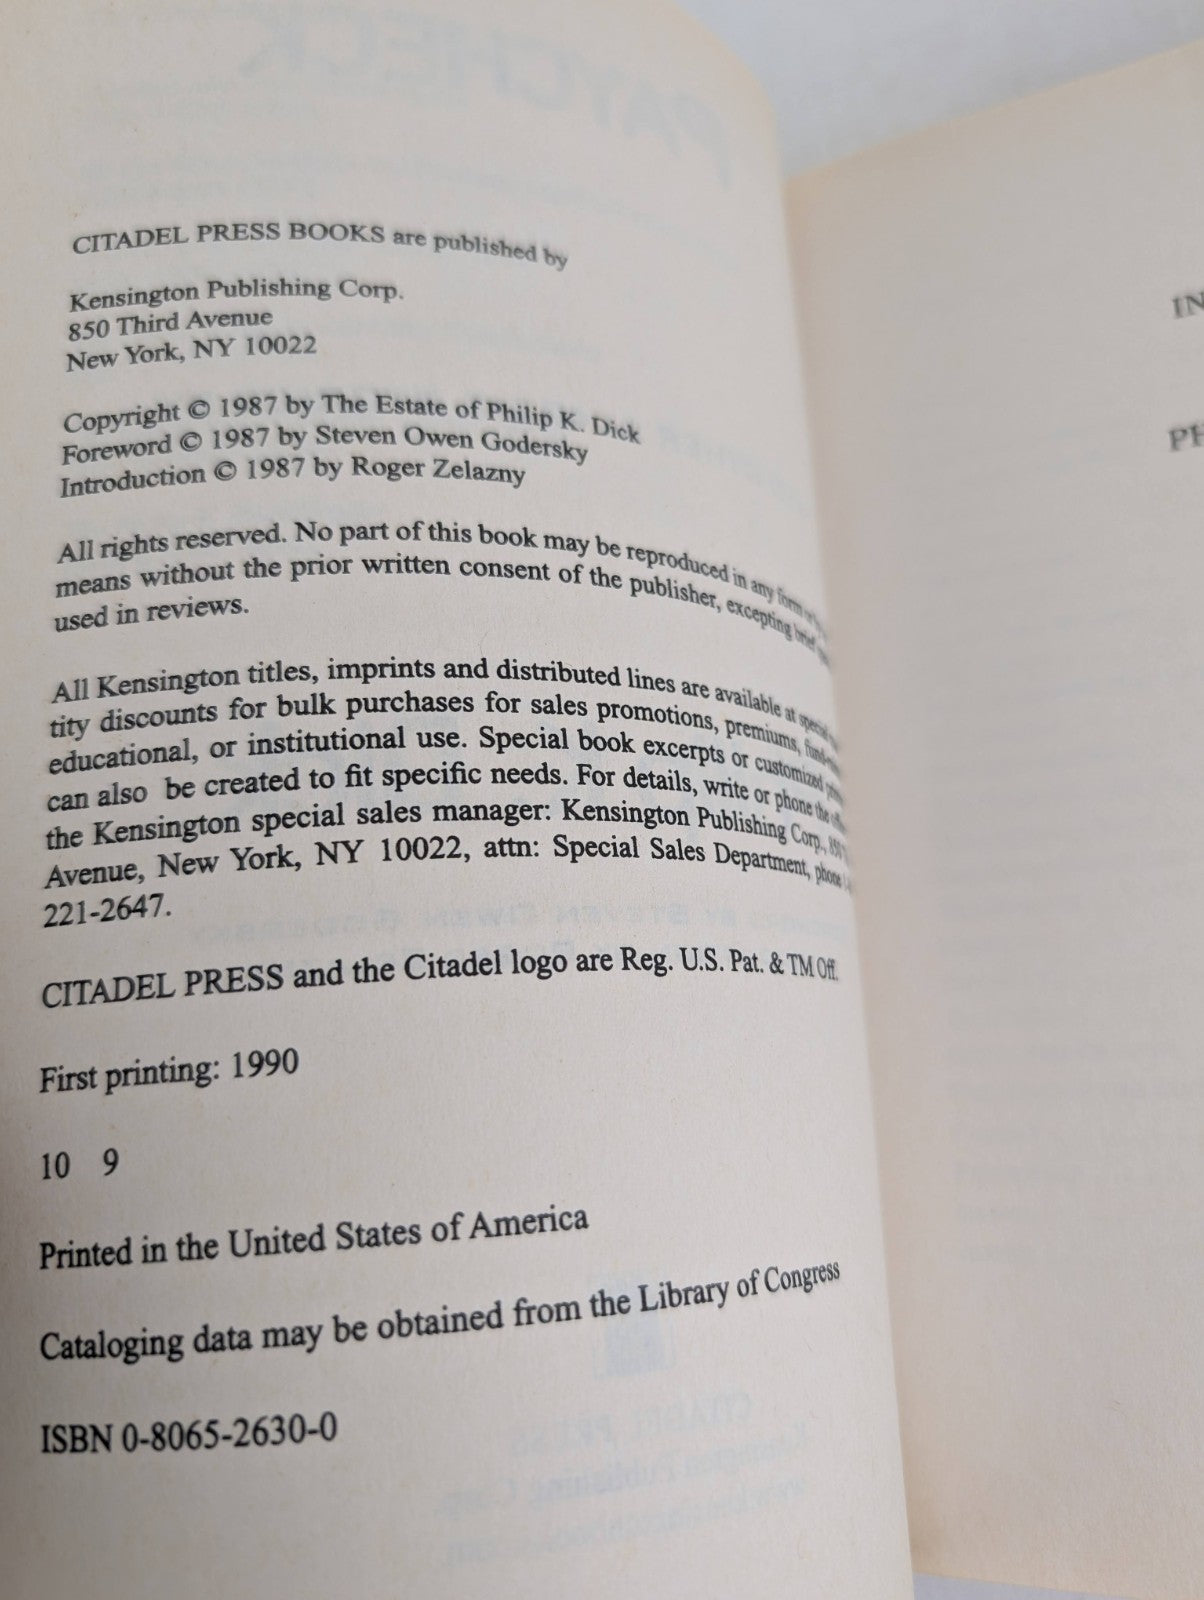 CITADEL PRESS BOOKS are published by
Kensington Publishing Corp.
850 Third Avenue
New York, NY 10022
Copyright © 1987 by The Estate of Philip K. Dick
Foreword © 1987 by Steven Owen Godersky
Introduction © 1987 by Roger Zelazny
All rights reserved. No part of this book may be reproduced in any form
means without the prior written consent of the publisher, excepting brief
used in reviews.
All Kensington titles, imprints and distributed lines are available at special
tity discounts for bulk purchases for sales promotions, premiums,
educational, or institutional use. Special book excerpts or customized
can also be created to fit specific needs. For details, write or phone the
the Kensington special sales manager: Kensington Publishing Corp., 850
Avenue, New York, NY 10022, attn: Special Sales Department, phone
221-2647.
CITADEL PRESS and the Citadel logo are Reg. U.S. Pat. & TM Off.
First printing: 1990
10 9
Printed in the United States of America
Cataloging data may be obtained from the Library of Congress
ISBN 0-8065-2630-0
IN
PH